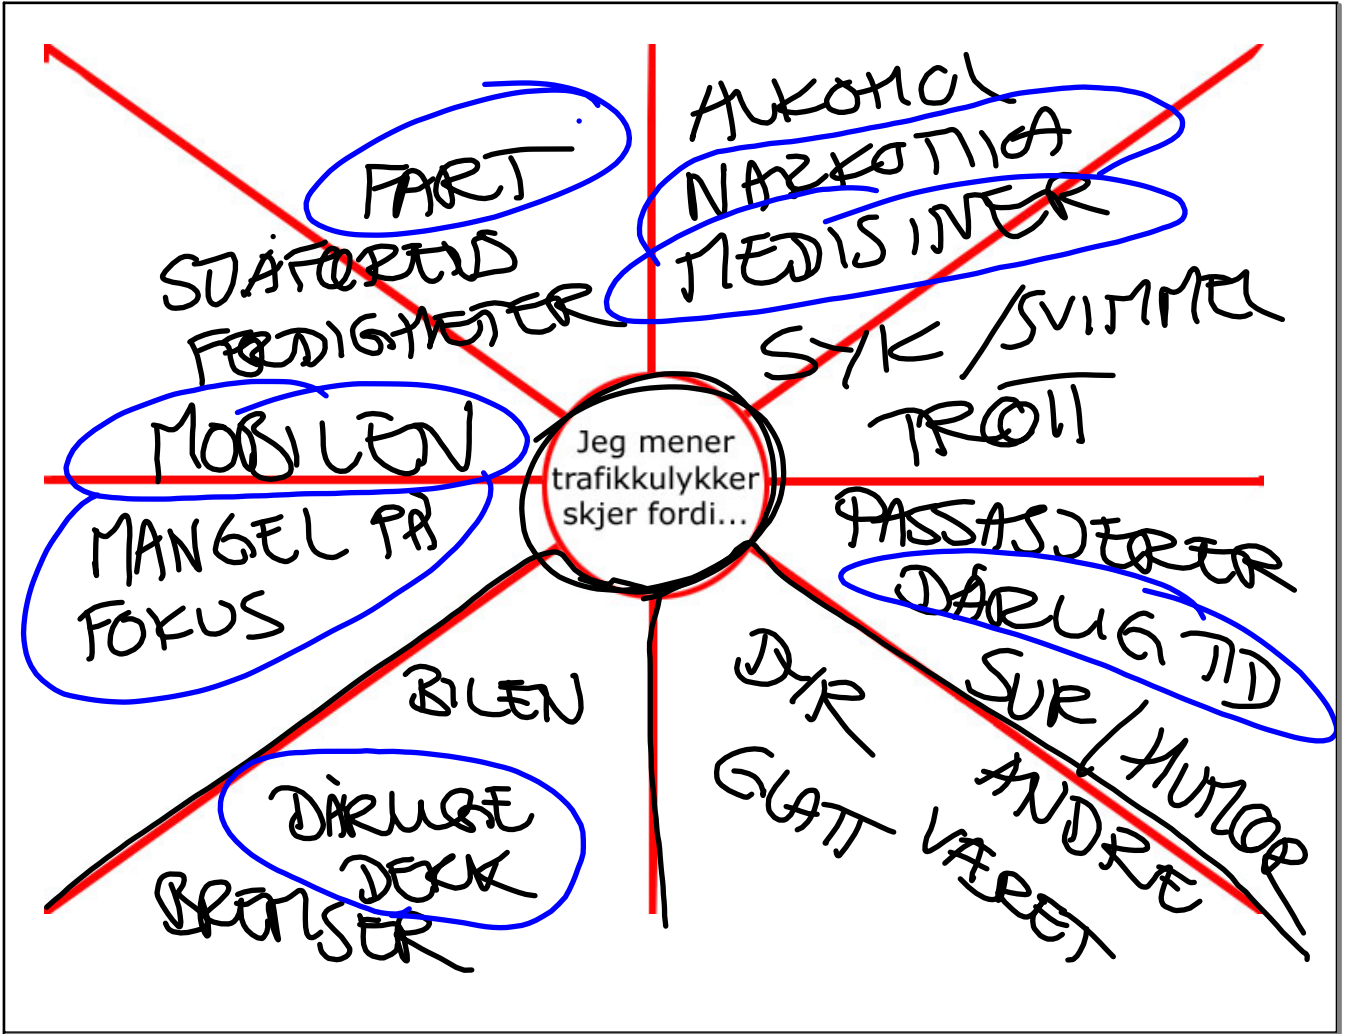 ALKOHOL
NARKOTIKA
MEDISINER
FART
SJÅFØREND
FERDIGHETER
SYK / SVIMMEL
TRØTT
MOBILEN
Jeg mener
trafikkulykker
skjer fordi...
MANGEL PÅ
FOKUS
PASSASJERER
DÅRLIG TID
SUR / HUMØR
ANDRE
BILEN
DÅRLIGE
DEKK
BREMSER
DYR
GLATT
VÆRET